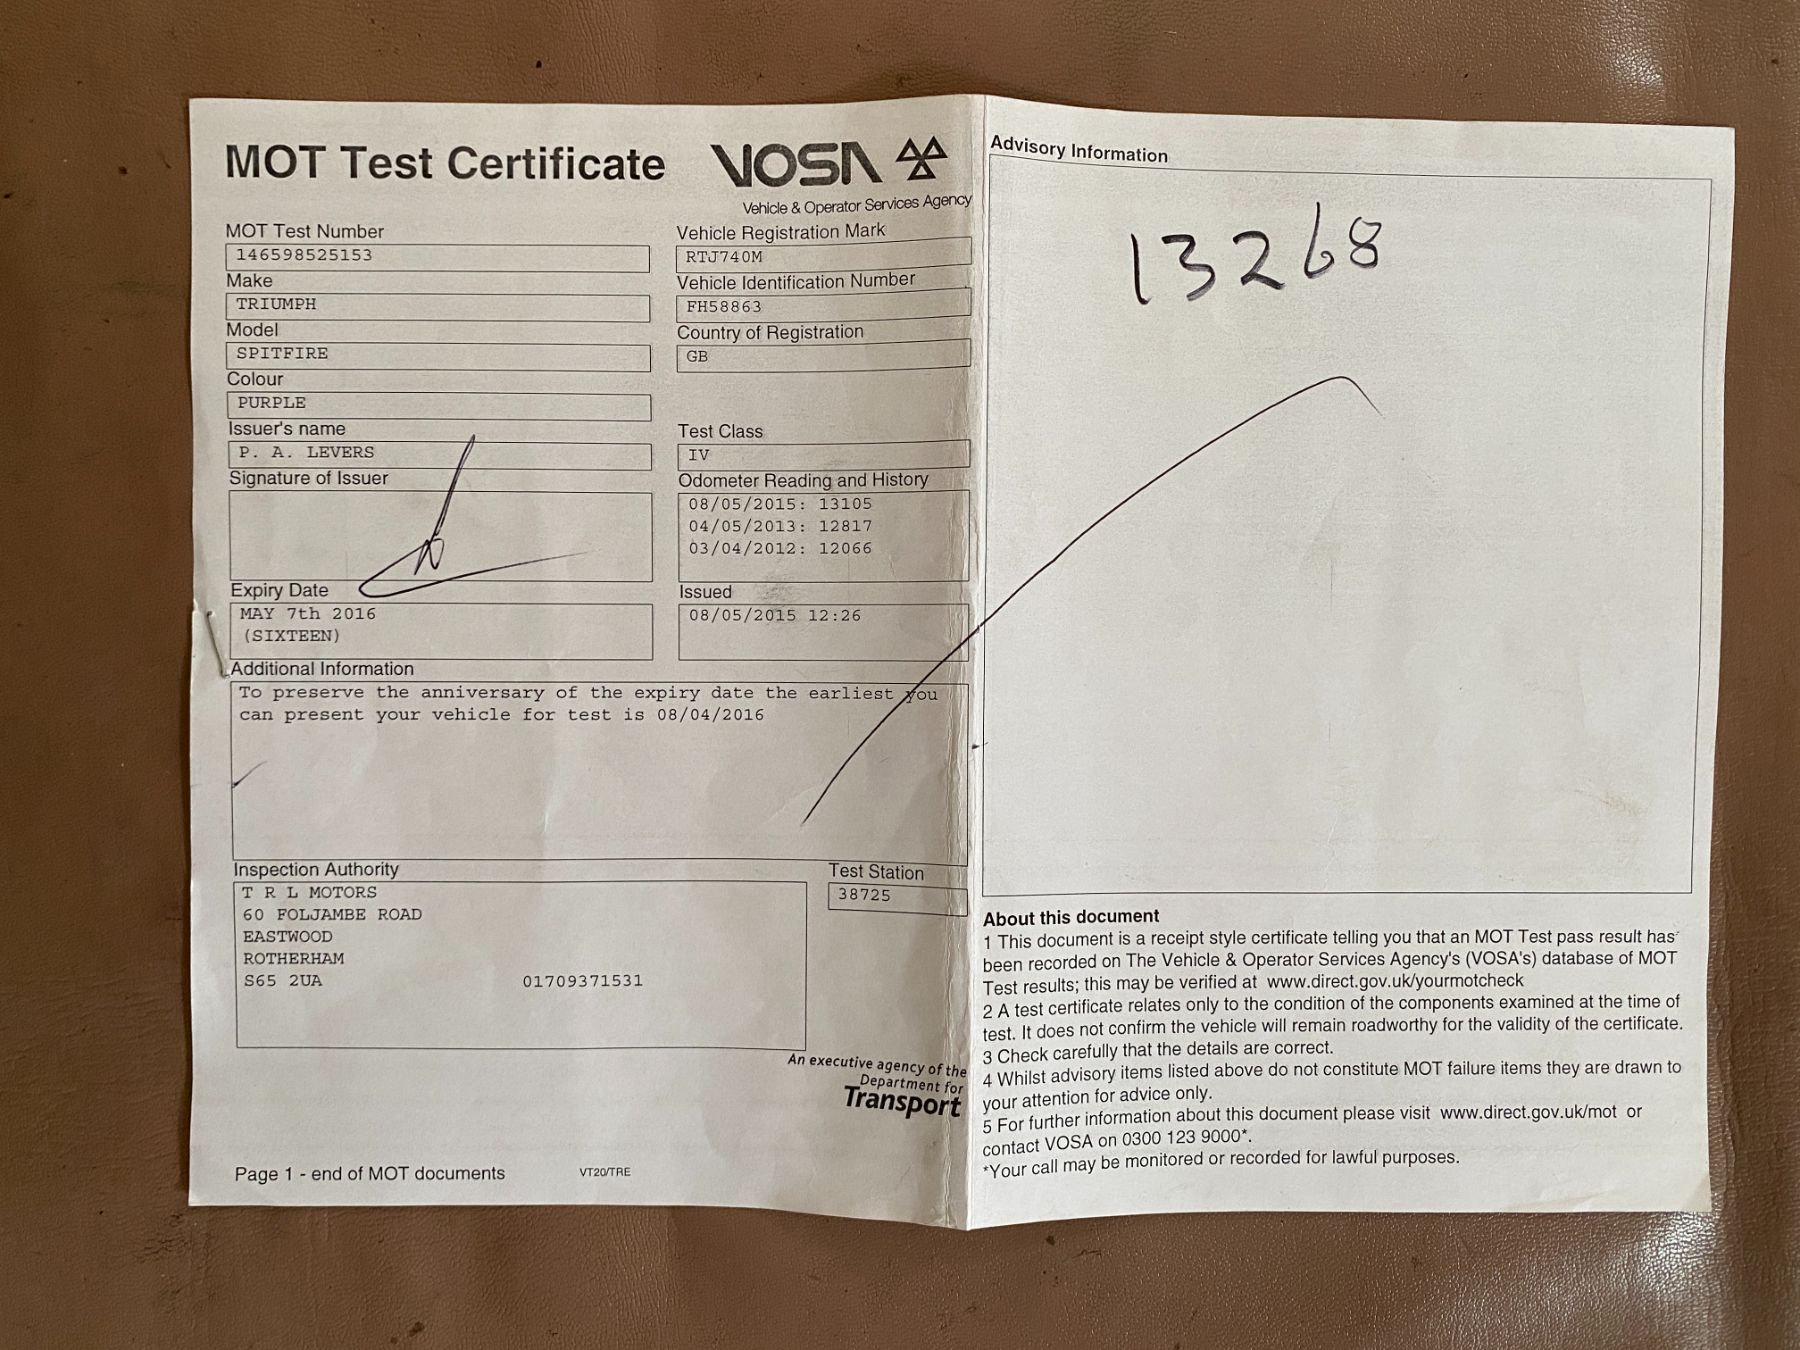 MOT Test Certificate
VOSA
Vehicle & Operator Services Agency
MOT Test Number
146598525153
Vehicle Registration Mark
RTJ740M
Make
TRIUMPH
Vehicle Identification Number
FH58863
Model
SPITFIRE
Country of Registration
GB
Colour
PURPLE
Issuer's name
P. A. LEVERS
Test Class
IV
Signature of Issuer
Odometer Reading and History
08/05/2015: 13105
04/05/2013: 12817
03/04/2012: 12066
Expiry Date
MAY 7th 2016
(SIXTEEN)
Issued
08/05/2015 12:26
Additional Information
To preserve the anniversary of the expiry date the earliest you
can present your vehicle for test is 08/04/2016
Inspection Authority
T R L MOTORS
60 FOLJAMBE ROAD
EASTWOOD
ROTHERHAM
S65 2UA 01709371531
Test Station
38725
An executive agency of the
Department for
Transport
Page 1 - end of MOT documents
VT20/TRE
Advisory Information
13268
About this document
1 This document is a receipt style certificate telling you that an MOT Test pass result has
been recorded on The Vehicle & Operator Services Agency's (VOSA's) database of MOT
Test results; this may be verified at www.direct.gov.uk/yourmotcheck
2 A test certificate relates only to the condition of the components examined at the time of
test. It does not confirm the vehicle will remain roadworthy for the validity of the certificate.
3 Check carefully that the details are correct.
4 Whilst advisory items listed above do not constitute MOT failure items they are drawn to
your attention for advice only.
5 For further information about this document please visit www.direct.gov.uk/mot or
contact VOSA on 0300 123 9000*.
*Your call may be monitored or recorded for lawful purposes.